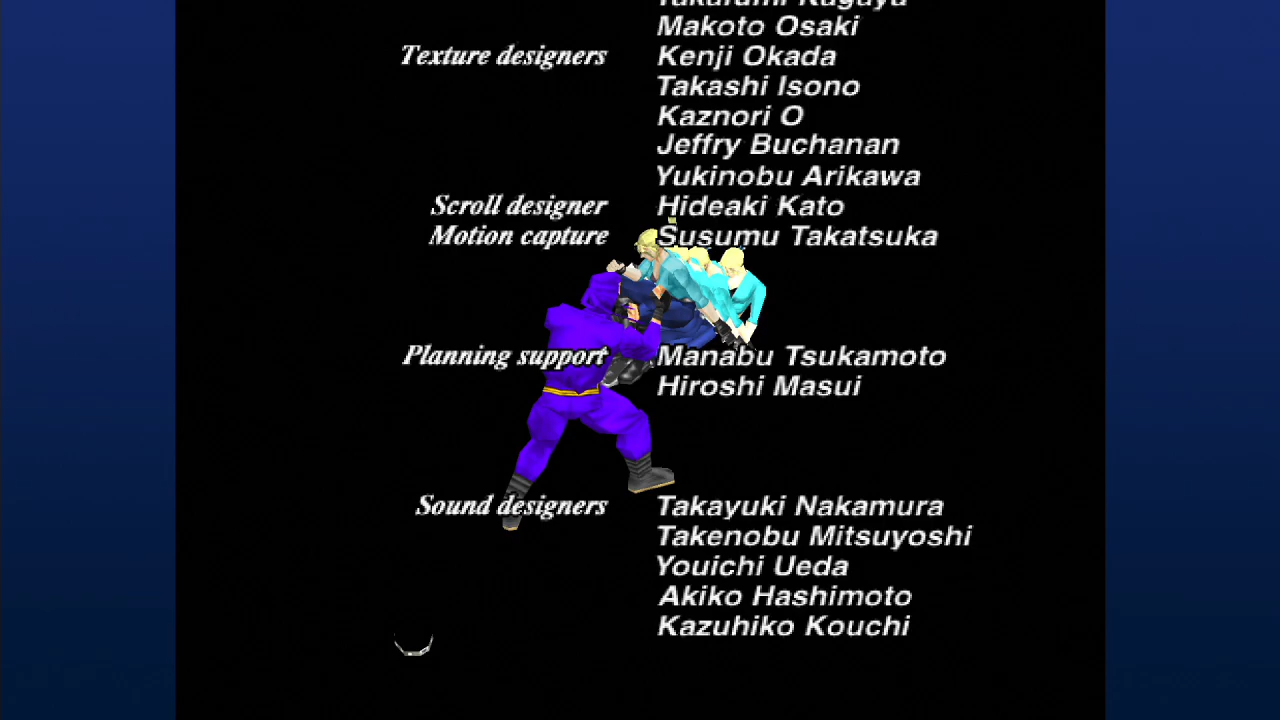 Makoto Osaki
Texture designers Kenji Okada
Takashi Isono
Kaznori O
Jeffry Buchanan
Yukinobu Arikawa
Scroll designer Hideaki Kato
Motion capture Susumu Takatsuka
Planning support Manabu Tsukamoto
Hiroshi Masui
Sound designers Takayuki Nakamura
Takenobu Mitsuyoshi
Youichi Ueda
Akiko Hashimoto
Kazuhiko Kouchi